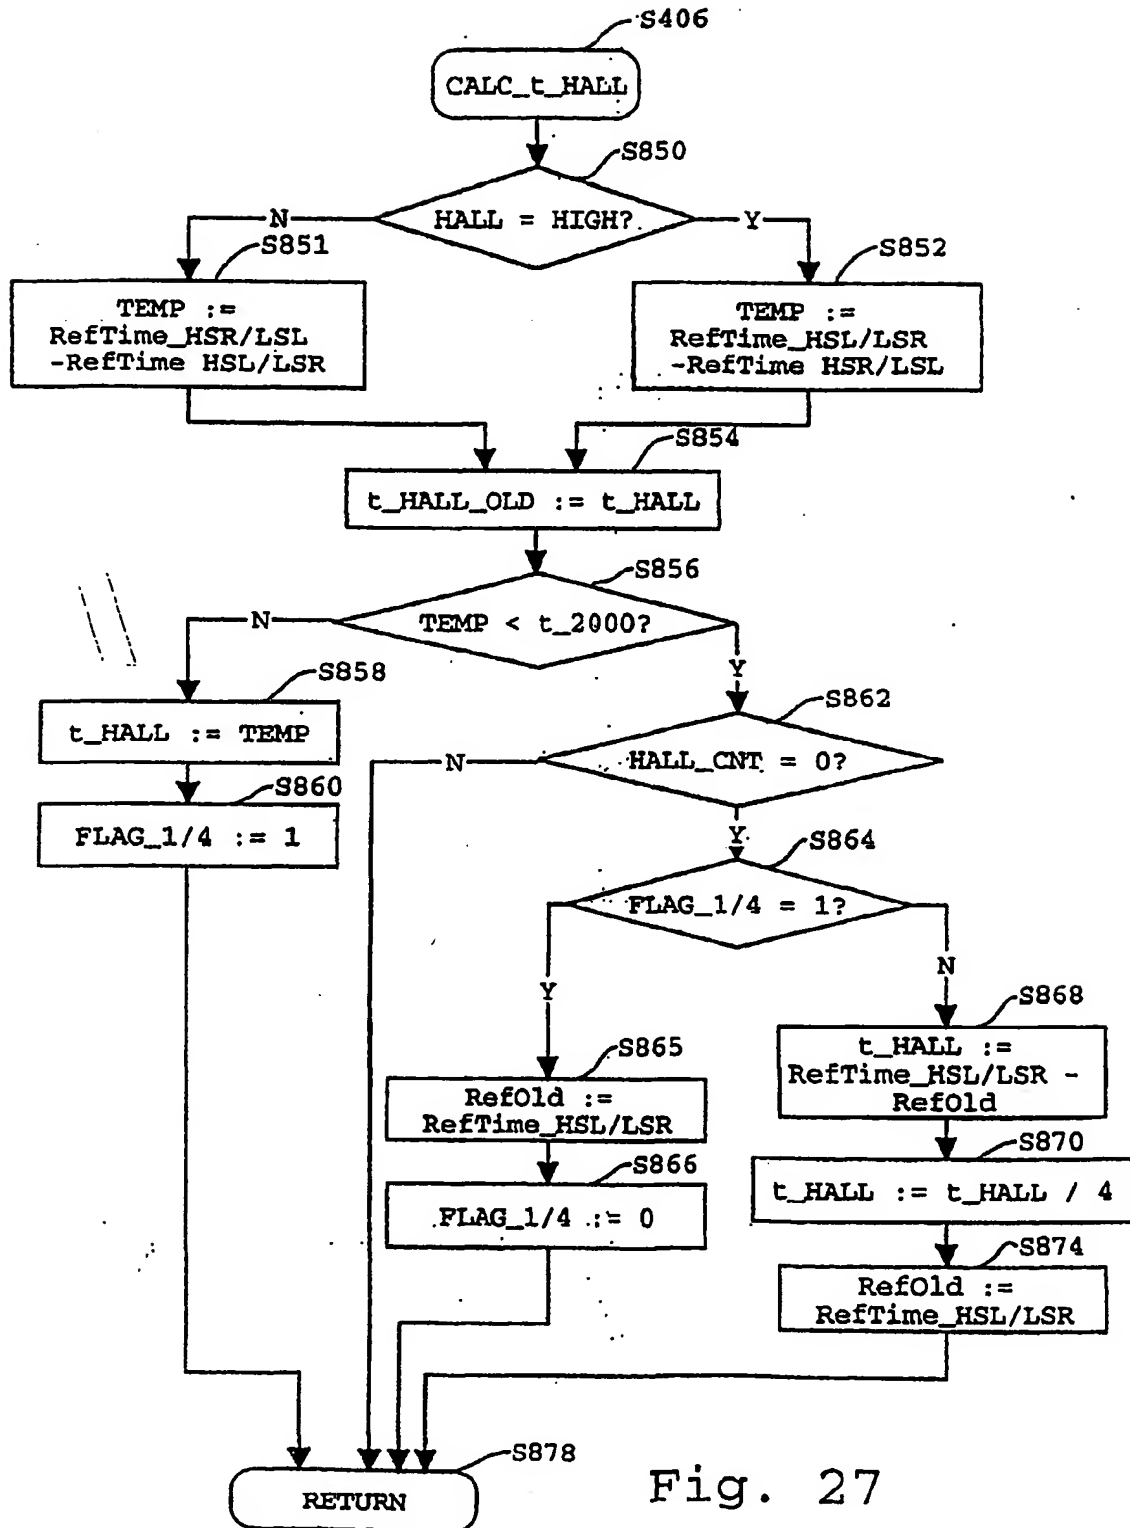 S406
CALC_t_HALL
S850
HALL = HIGH?
N
Y
S851
S852
TEMP :=
RefTime_HSR/LSL
-RefTime HSL/LSR
TEMP :=
RefTime_HSL/LSR
-RefTime HSR/LSL
S854
t_HALL_OLD := t_HALL
S856
TEMP < t_2000?
N
Y
S858
t_HALL := TEMP
S862
HALL_CNT = 0?
N
Y
S860
FLAG_1/4 := 1
S864
FLAG_1/4 = 1?
Y
N
S865
RefOld :=
RefTime_HSL/LSR
S866
FLAG_1/4 := 0
S868
t_HALL :=
RefTime_HSL/LSR -
RefOld
S870
t_HALL := t_HALL / 4
S874
RefOld :=
RefTime_HSL/LSR
S878
RETURN
Fig. 27